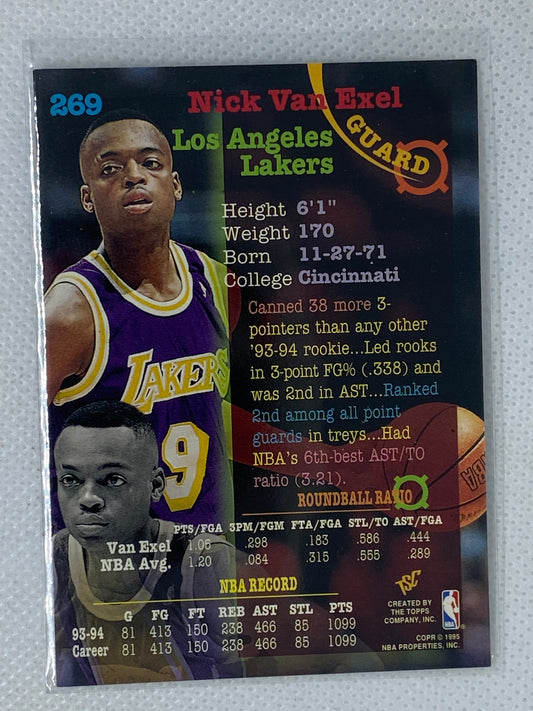 269
Nick Van Exel
GUARD
Los Angeles
Lakers
Height 6'1"
Weight 170
Born 11-27-71
College Cincinnati
Canned 38 more 3-
pointers than any other
'93-94 rookie...Led rooks
in 3-point FG% (.338) and
was 2nd in AST...Ranked
2nd among all point
guards in treys...Had
NBA's 6th-best AST/TO
ratio (3.21).
LAKERS
9
ROUNDBALL RATIO
PTS/FGA 3PM/FGM FTA/FGA STL/TO AST/FGA
Van Exel 1.05 .298 .183 .586 .444
NBA Avg. 1.20 .084 .315 .555 .289
NBA RECORD
G FG FT REB AST STL PTS
93-94 81 413 150 238 466 85 1099
Career 81 413 150 238 466 85 1099
TSC
CREATED BY
THE TOPPS
COMPANY, INC.
NBA
COPR © 1995
NBA PROPERTIES, INC.